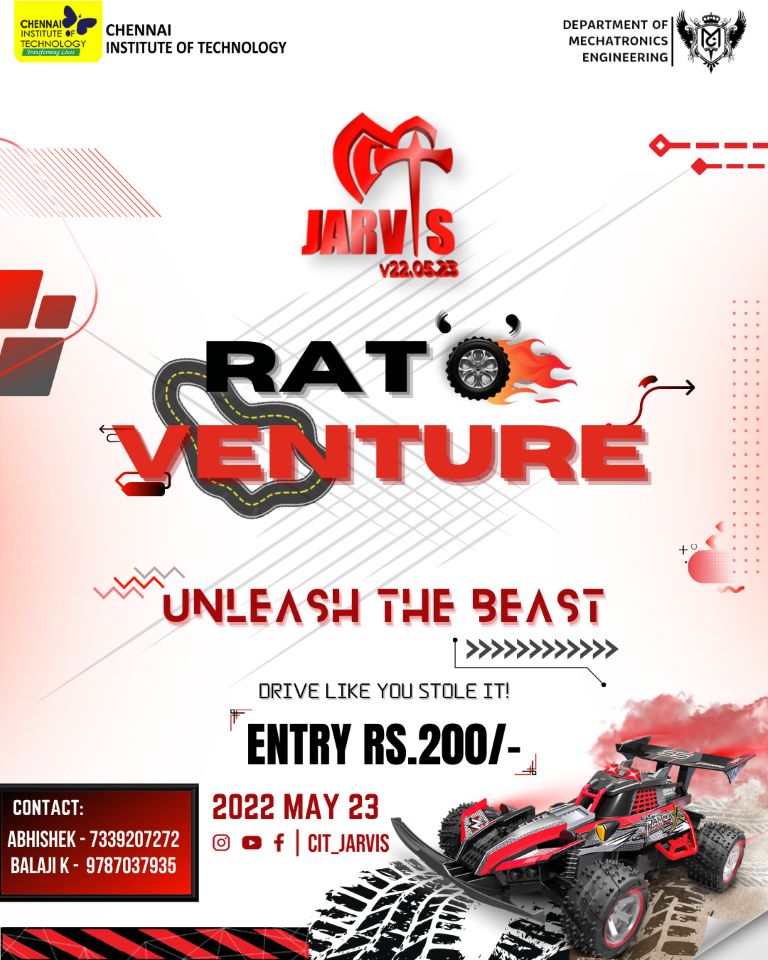 CHENNAI
INSTITUTE OF
TECHNOLOGY
Transforming Lives
CHENNAI
INSTITUTE OF TECHNOLOGY
DEPARTMENT OF
MECHATRONICS
ENGINEERING
JARVIS
V22.05.23
RAT'O'
VENTURE
UNLEASH THE BEAST
DRIVE LIKE YOU STOLE IT!
ENTRY RS.200/-
CONTACT:
ABHISHEK - 7339207272
BALAJI K - 9787037935
2022 MAY 23
CIT_JARVIS